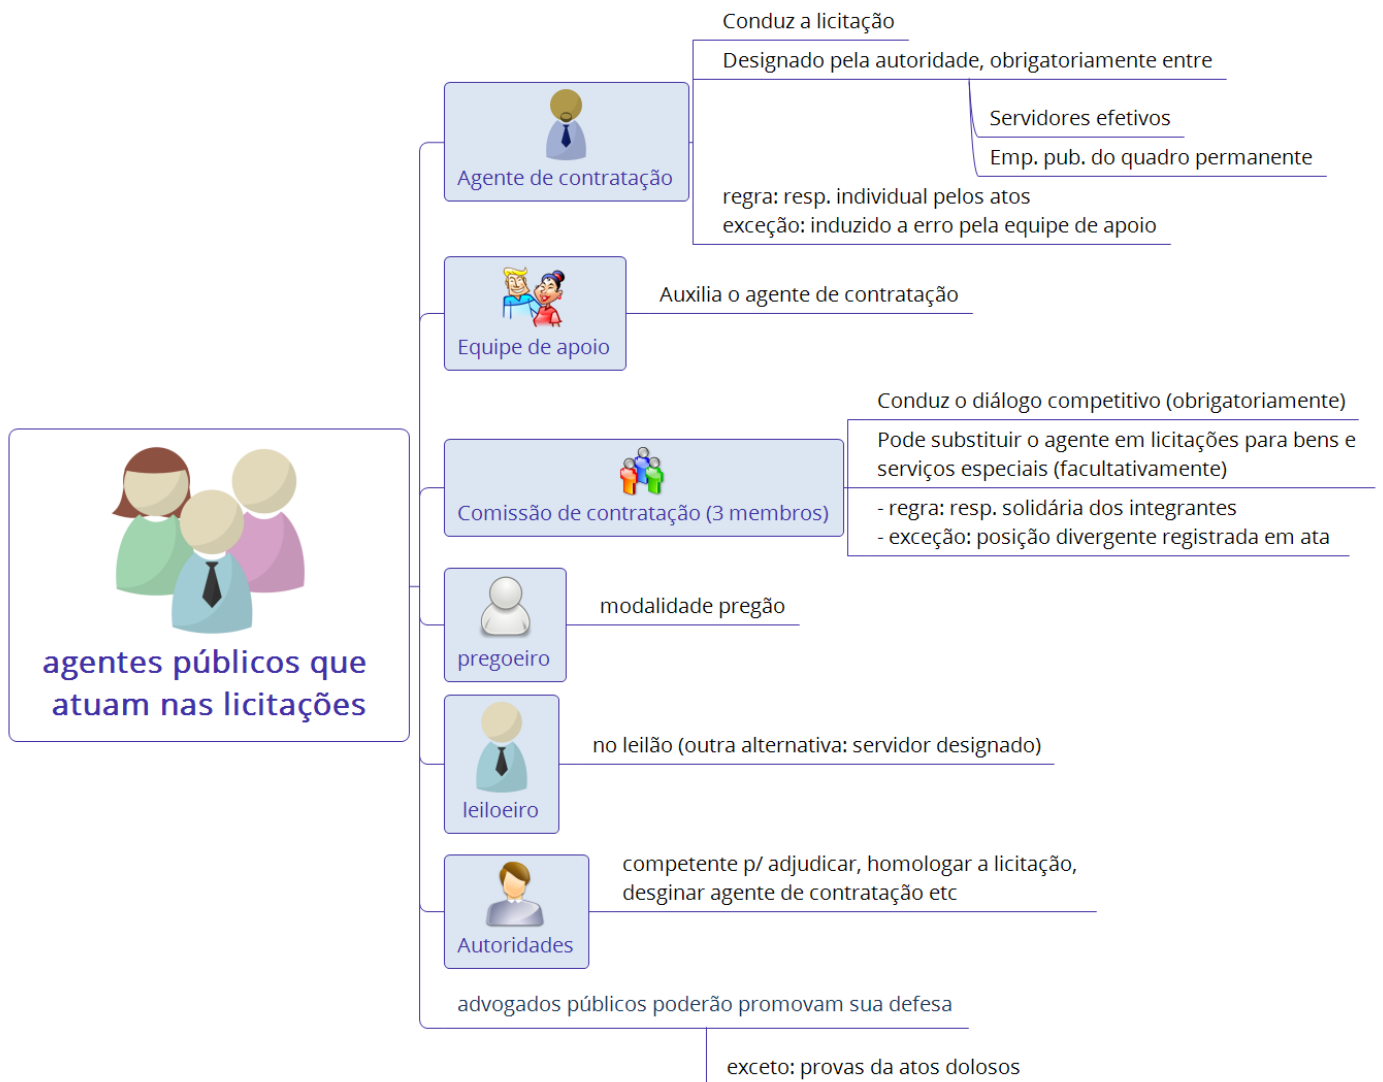 agentes públicos que
atuam nas licitações
Agente de contratação
Conduz a licitação
Designado pela autoridade, obrigatoriamente entre
Servidores efetivos
Emp. pub. do quadro permanente
regra: resp. individual pelos atos
exceção: induzido a erro pela equipe de apoio
Equipe de apoio
Auxilia o agente de contratação
Comissão de contratação (3 membros)
Conduz o diálogo competitivo (obrigatoriamente)
Pode substituir o agente em licitações para bens e
serviços especiais (facultativamente)
- regra: resp. solidária dos integrantes
- exceção: posição divergente registrada em ata
pregoeiro
modalidade pregão
leiloeiro
no leilão (outra alternativa: servidor designado)
Autoridades
competente p/ adjudicar, homologar a licitação,
desginar agente de contratação etc
advogados públicos poderão promovam sua defesa
exceto: provas da atos dolosos